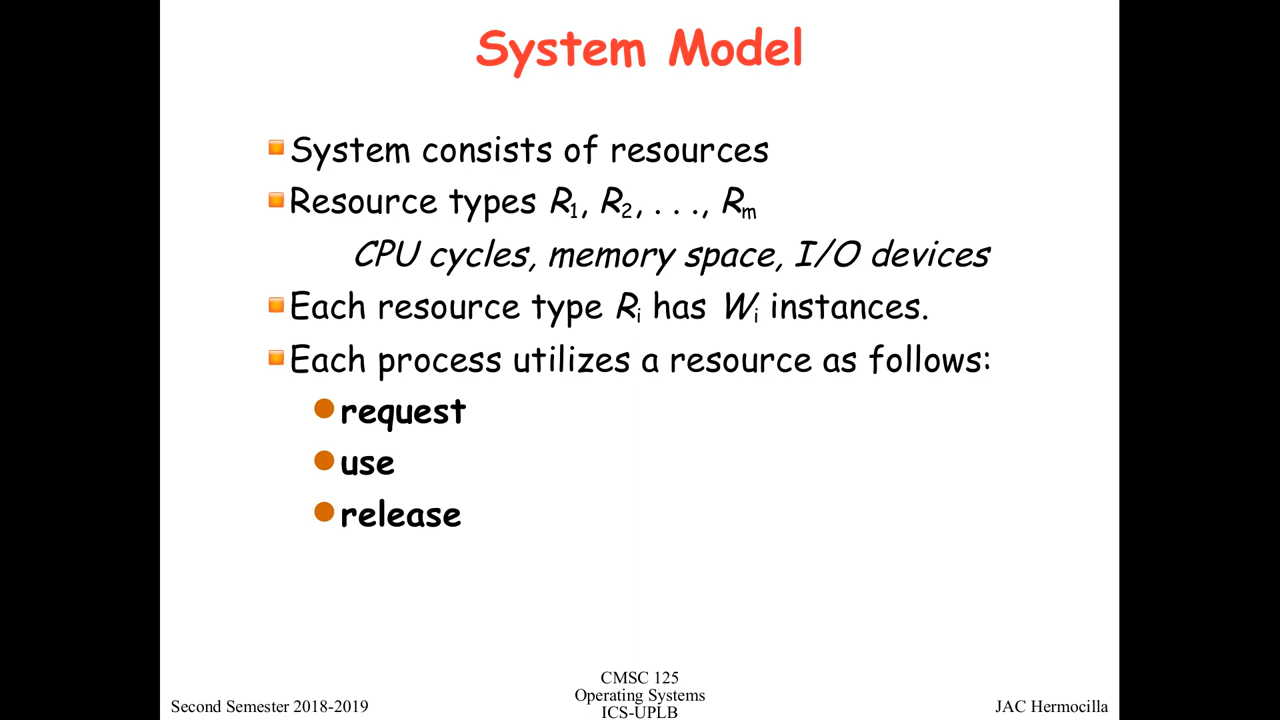 System Model
System consists of resources
Resource types R1, R2, . . ., Rm
CPU cycles, memory space, I/O devices
Each resource type Ri has Wi instances.
Each process utilizes a resource as follows:
request
use
release
Second Semester 2018-2019
CMSC 125
Operating Systems
ICS-UPLB
JAC Hermocilla